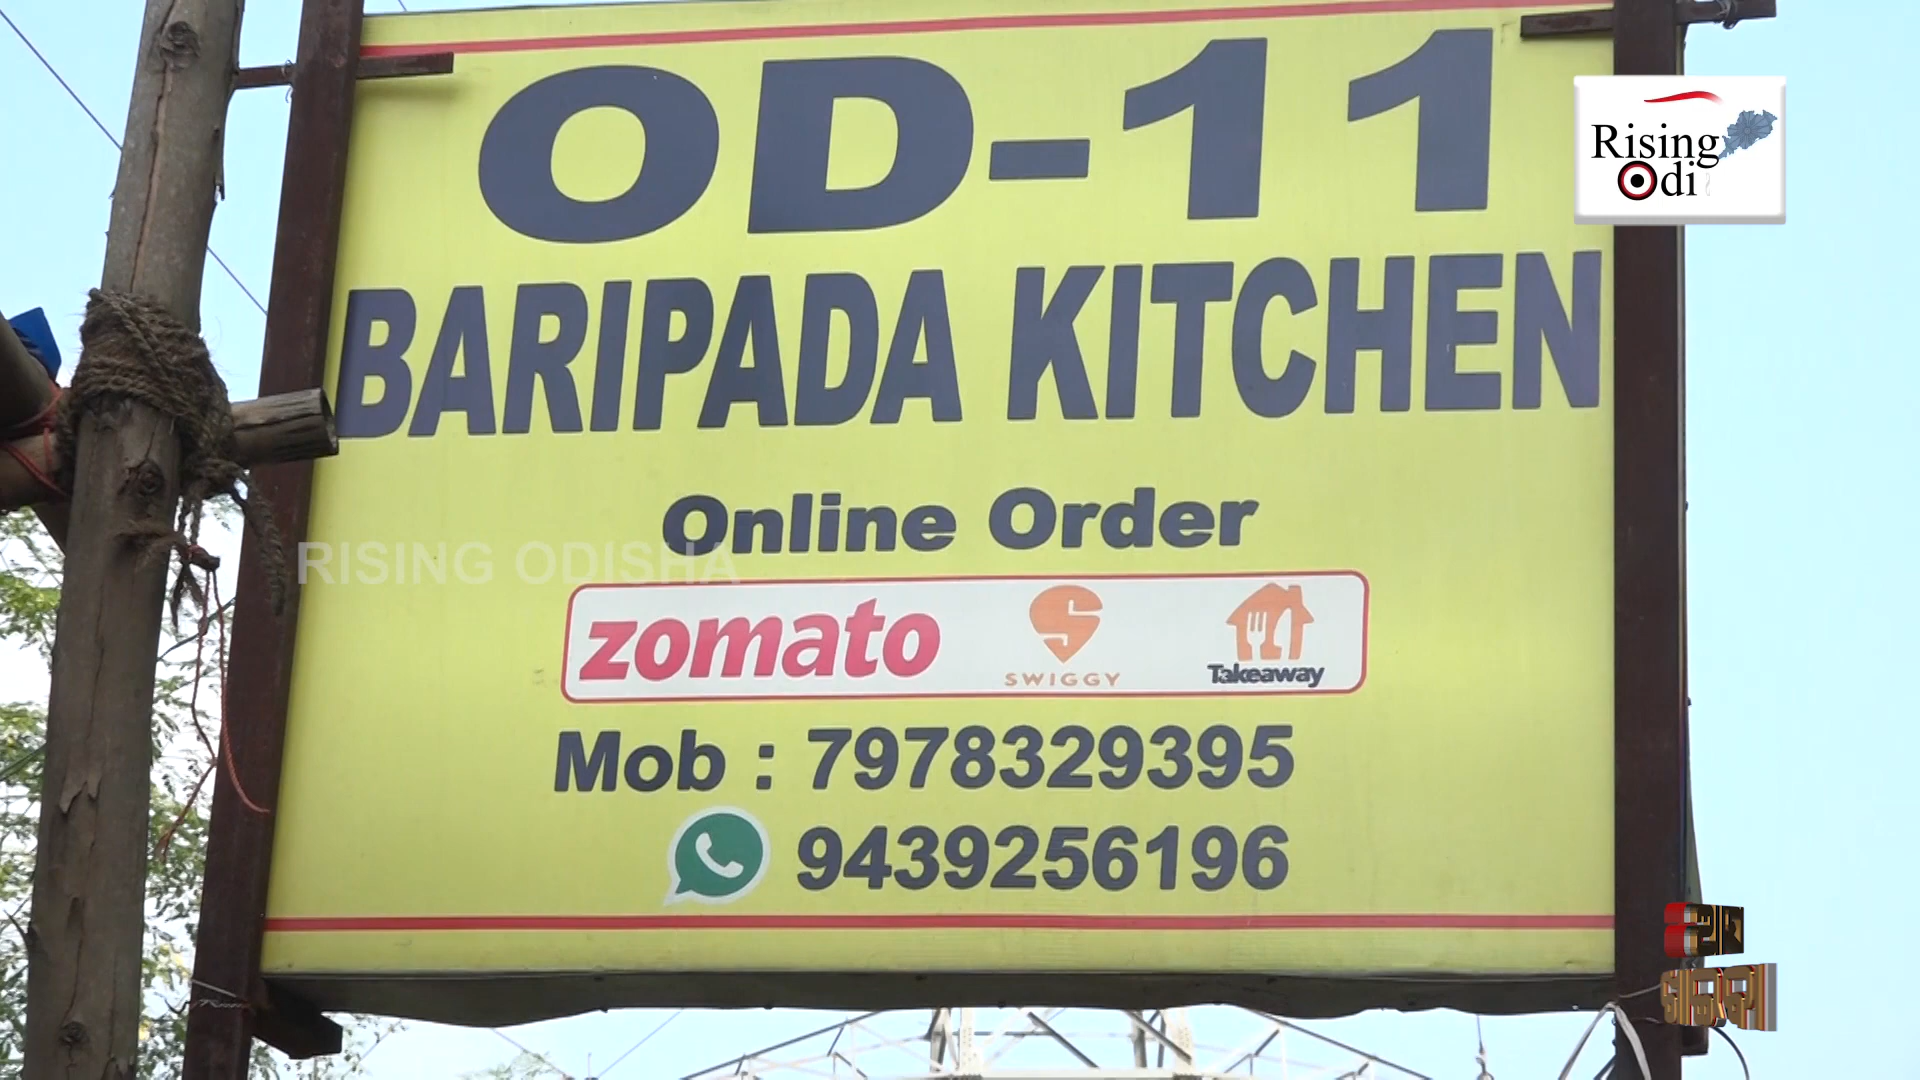 OD-11
BARIPADA KITCHEN
Online Order
zomato
SWIGGY
Takeaway
Mob : 7978329395
9439256196
Rising
Odi
RISING ODISHA